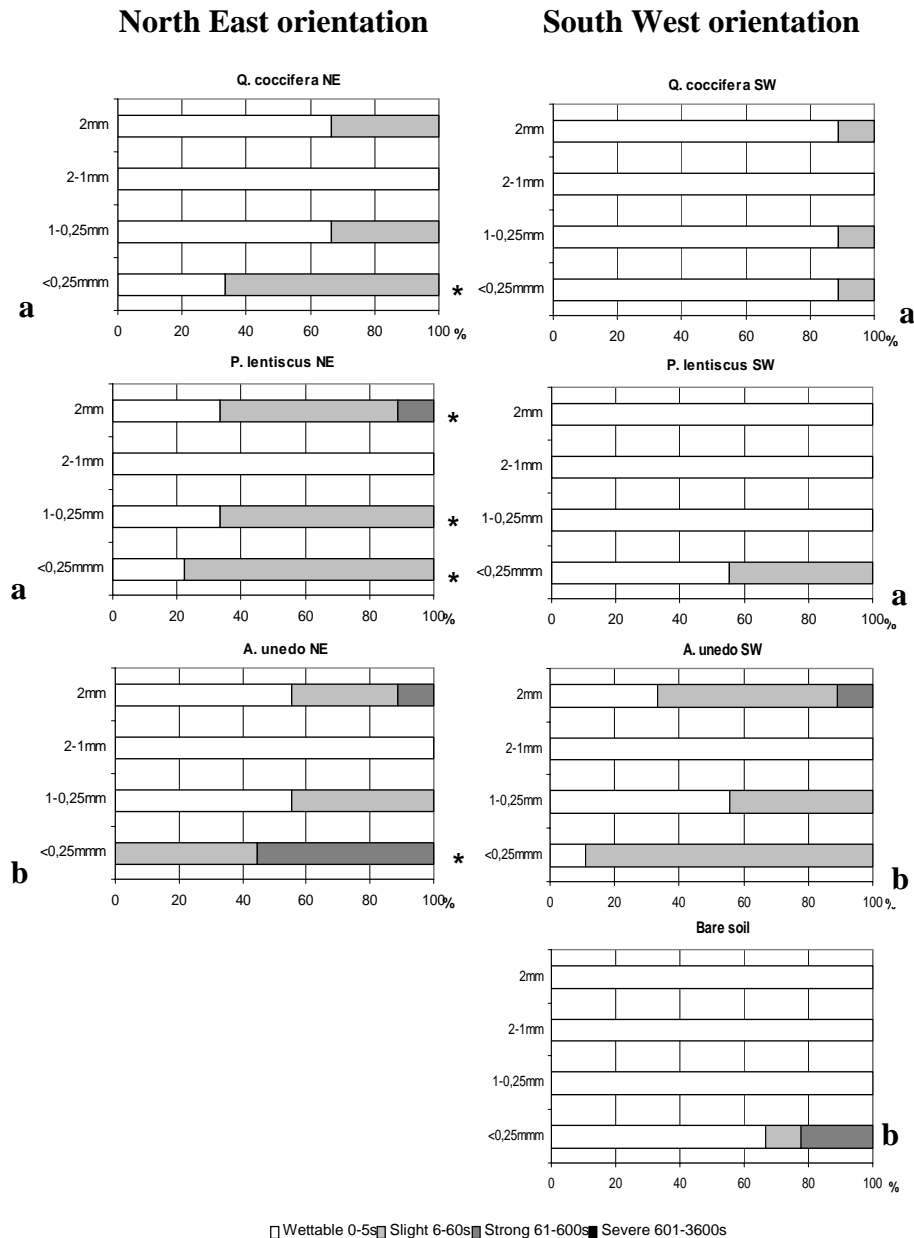 North East orientation South West orientation
Q. coccifera NE
2mm
2-1mm
1-0,25mm
<0,25mmm
*
a
0 20 40 60 80 100 %
Q. coccifera SW
2mm
2-1mm
1-0,25mm
<0,25mm
a
0 20 40 60 80 100 %
P. lentiscus NE
2mm
*
2-1mm
1-0,25mm
*
<0,25mmm
*
a
0 20 40 60 80 100 %
P. lentiscus SW
2mm
2-1mm
1-0,25mm
<0,25mmm
a
0 20 40 60 80 100 %
A. unedo NE
2mm
2-1mm
1-0,25mm
<0,25mmm
*
b
0 20 40 60 80 100 %
A. unedo SW
2mm
2-1mm
1-0,25mm
<0,25mmm
b
0 20 40 60 80 100 %
Bare soil
2mm
2-1mm
1-0,25mm
<0,25mmm
b
0 20 40 60 80 100 %
Wettable 0-5s Slight 6-60s Strong 61-600s Severe 601-3600s